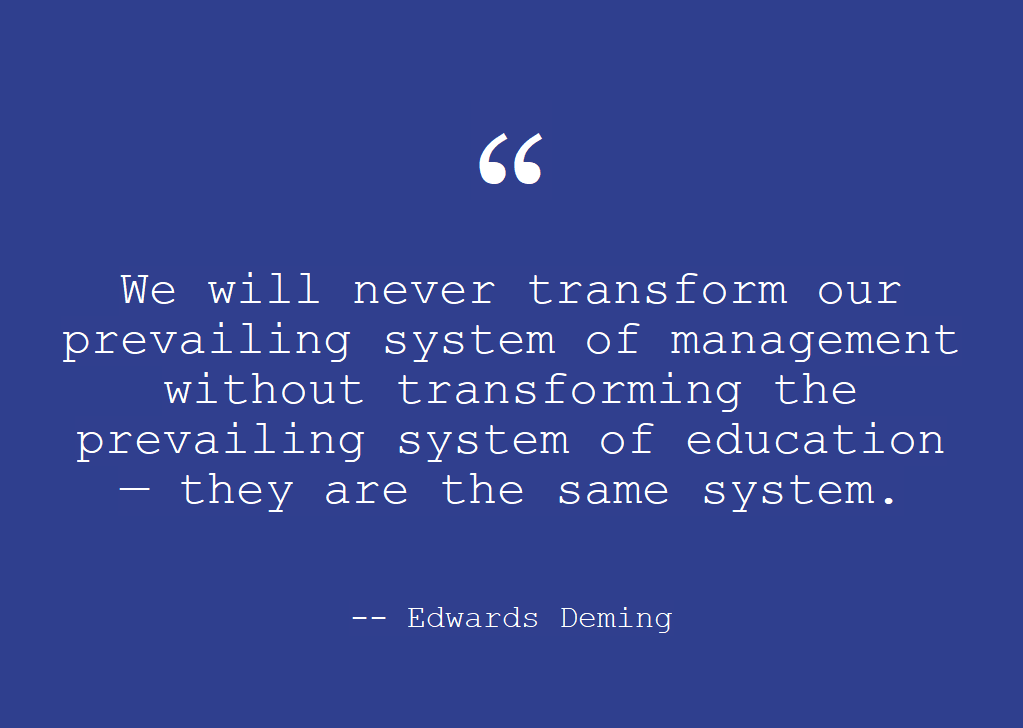 “
We will never transform our
prevailing system of management
without transforming the
prevailing system of education
— they are the same system.
-- Edwards Deming